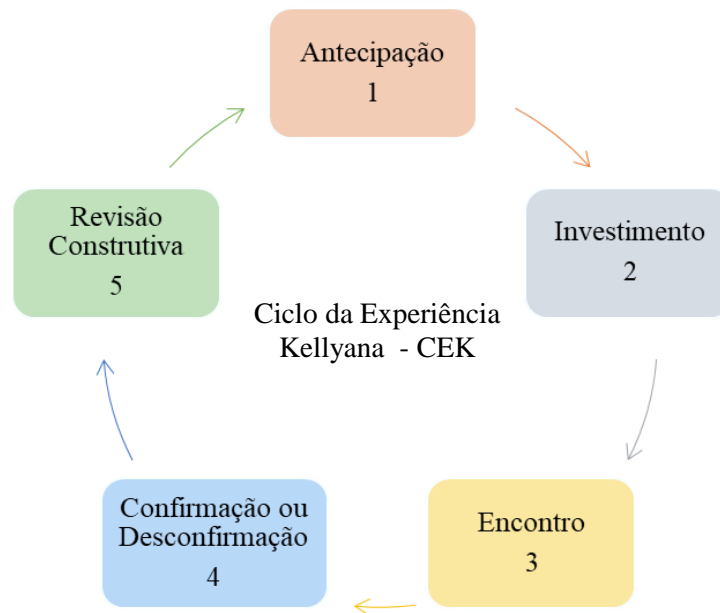 Antecipação
1
Investimento
2
Encontro
3
Confirmação ou
Desconfirmação
4
Revisão
Construtiva
5
Ciclo da Experiência
Kellyana - CEK